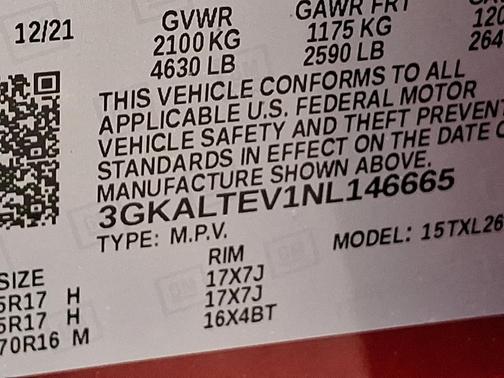 12/21 GVWR GAWR FRT
2100 KG 1175 KG
4630 LB 2590 LB 264
THIS VEHICLE CONFORMS TO ALL
APPLICABLE U.S. FEDERAL MOTOR
VEHICLE SAFETY AND THEFT PREVEN
STANDARDS IN EFFECT ON THE DATE O
MANUFACTURE SHOWN ABOVE.
3GKALTEV1NL146665
TYPE: M.P.V. MODEL: 15TXL26
SIZE RIM
5R17 H 17X7J
5R17 H 17X7J
70R16 M 16X4BT